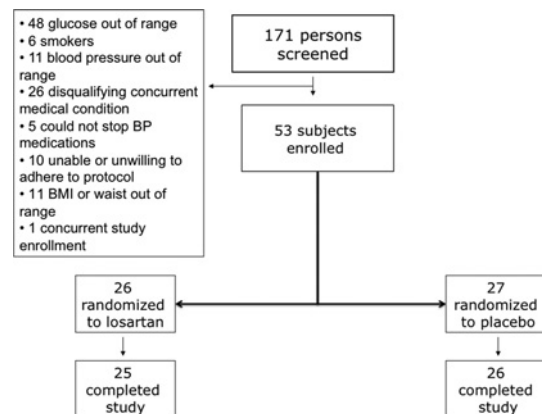 • 48 glucose out of range
• 6 smokers
• 11 blood pressure out of
range
• 26 disqualifying concurrent
medical condition
• 5 could not stop BP
medications
• 10 unable or unwilling to
adhere to protocol
• 11 BMI or waist out of
range
• 1 concurrent study
enrollment
171 persons
screened
53 subjects
enrolled
26
randomized
to losartan
27
randomized
to placebo
25
completed
study
26
completed
study